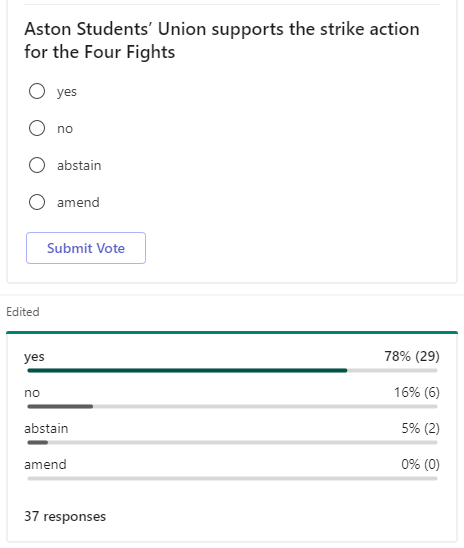 Aston Students’ Union supports the strike action
for the Four Fights
yes
no
abstain
amend
Submit Vote
Edited
yes 78% (29)
no 16% (6)
abstain 5% (2)
amend 0% (0)
37 responses